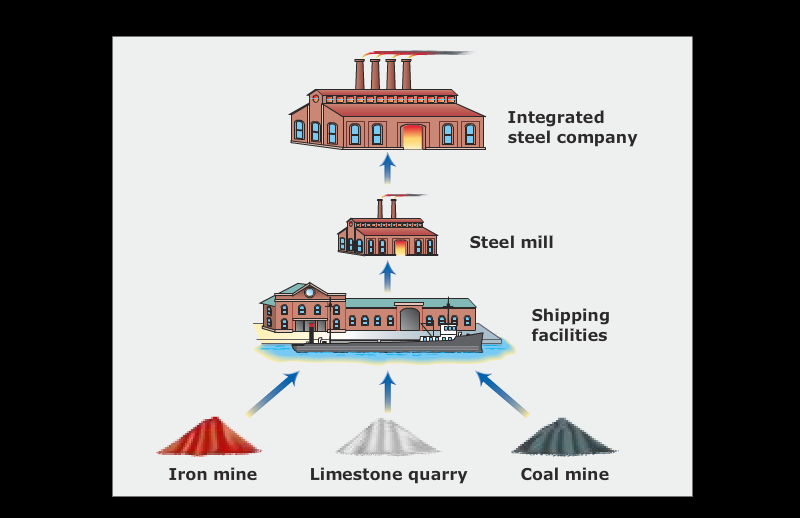 Integrated
steel company
Steel mill
Shipping
facilities
Iron mine
Limestone quarry
Coal mine